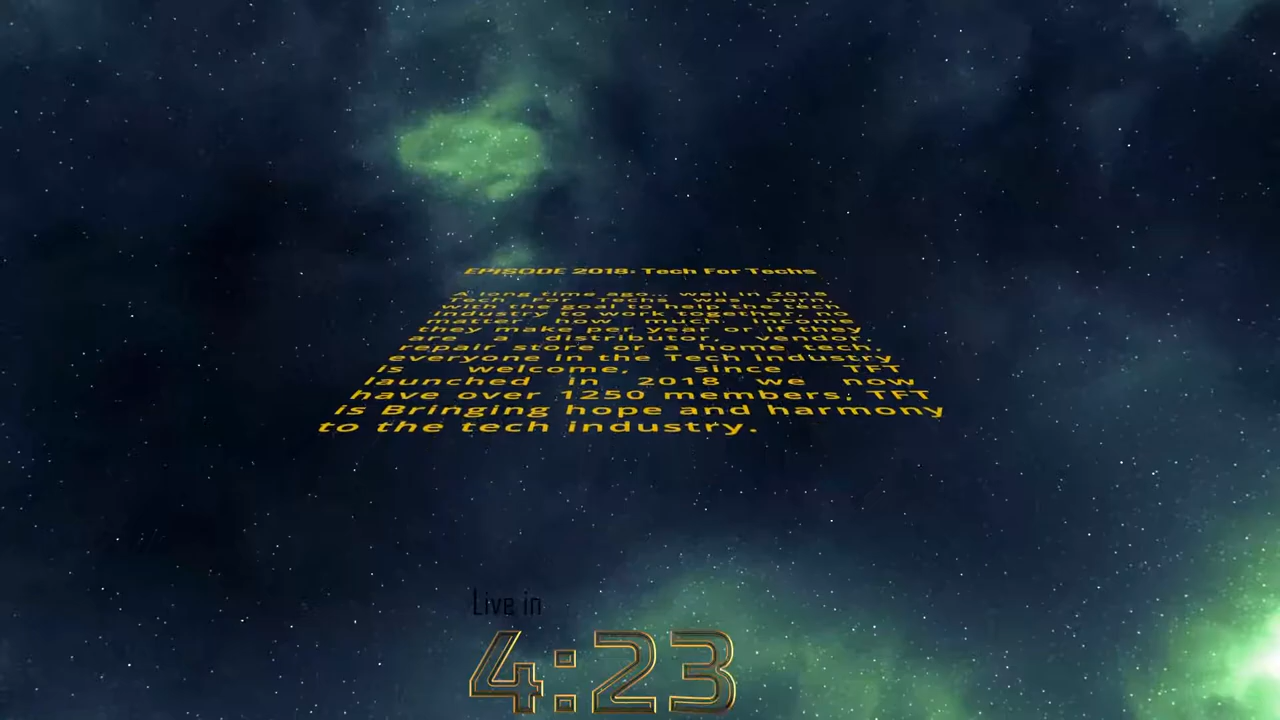 EPISODE 2018: Tech For Techs
A long time ago.. well in 2018
Tech For Techs was born,
with the goal to help the tech
industry to work together, no
matter how much income
they make per year or if they
are a distributor, vendor,
repair store or a home tech,
everyone in the Tech Industry
is welcome, since TFT
launched in 2018 we now
have over 1250 members, TFT
is Bringing hope and harmony
to the tech industry.
Live in
4:23